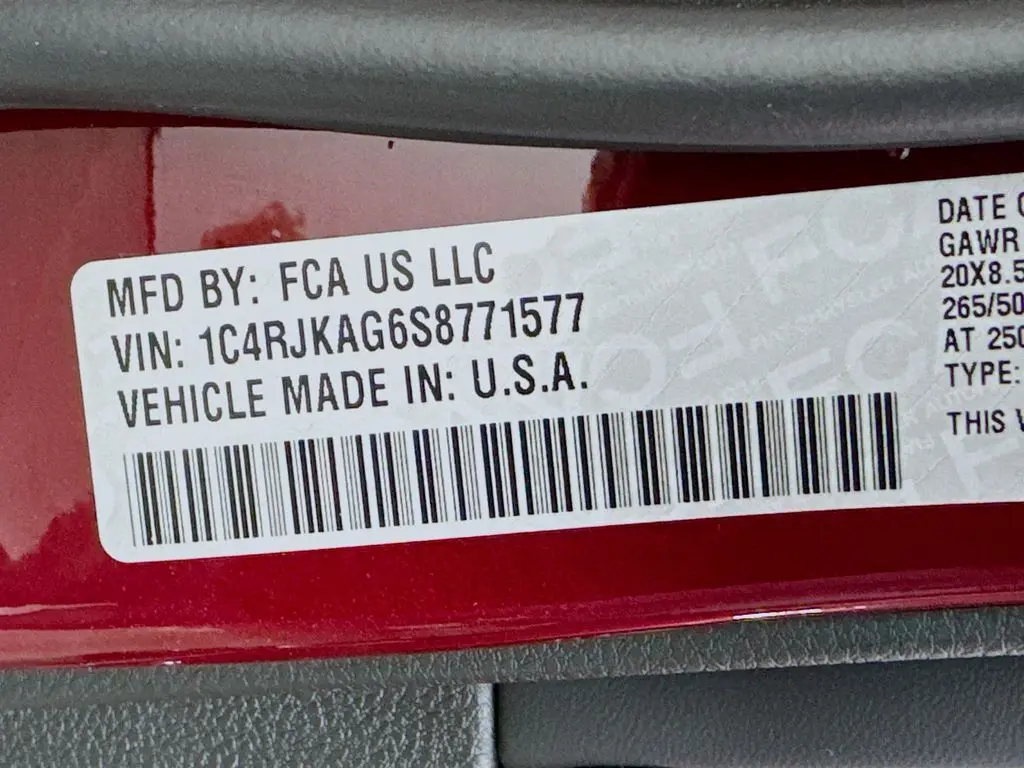 MFD BY: FCA US LLC
VIN: 1C4RJKAG6S8771577
VEHICLE MADE IN: U.S.A.
DATE
GAWR
20X8.5
265/50
AT 250
TYPE:
THIS